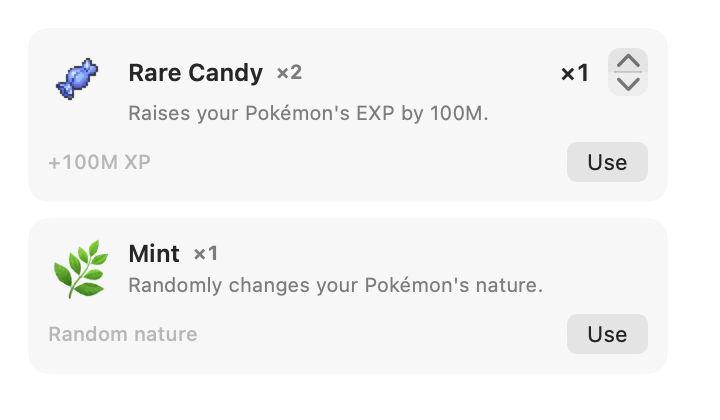 Rare Candy ×2 ×1
Raises your Pokémon's EXP by 100M.
+100M XP Use
Mint ×1
Randomly changes your Pokémon's nature.
Random nature Use